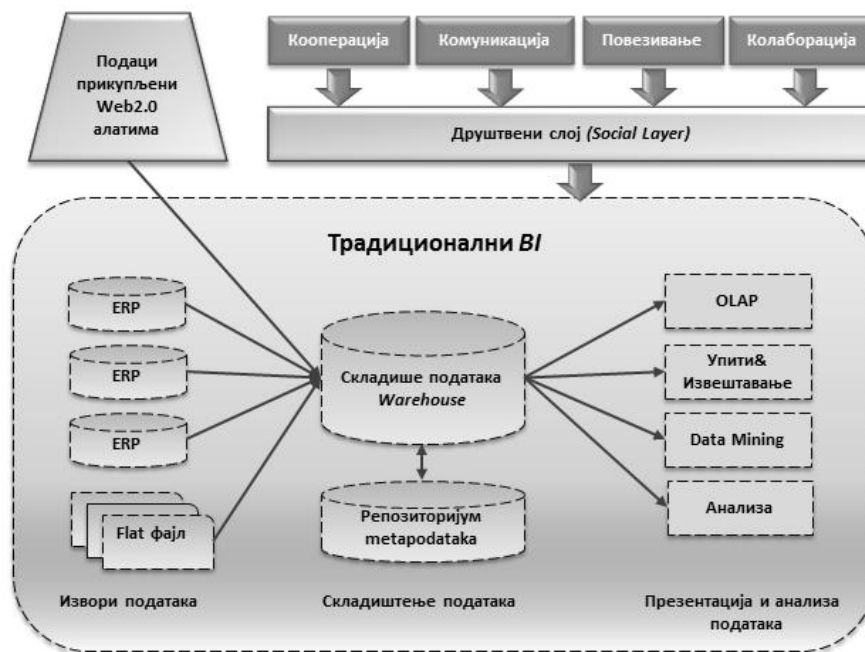 Подаци
прикупљени
Web2.0
алатима
Кооперација
Комуникација
Повезивање
Колаборација
Друштвени слој (Social Layer)
Традиционални BI
ERP
ERP
ERP
Flat фајл
Складише података
Warehouse
Репозиторијум
metapodataka
OLAP
Упити&
Извештавање
Data Mining
Анализа
Извори података
Складиштење података
Презентација и анализа
података